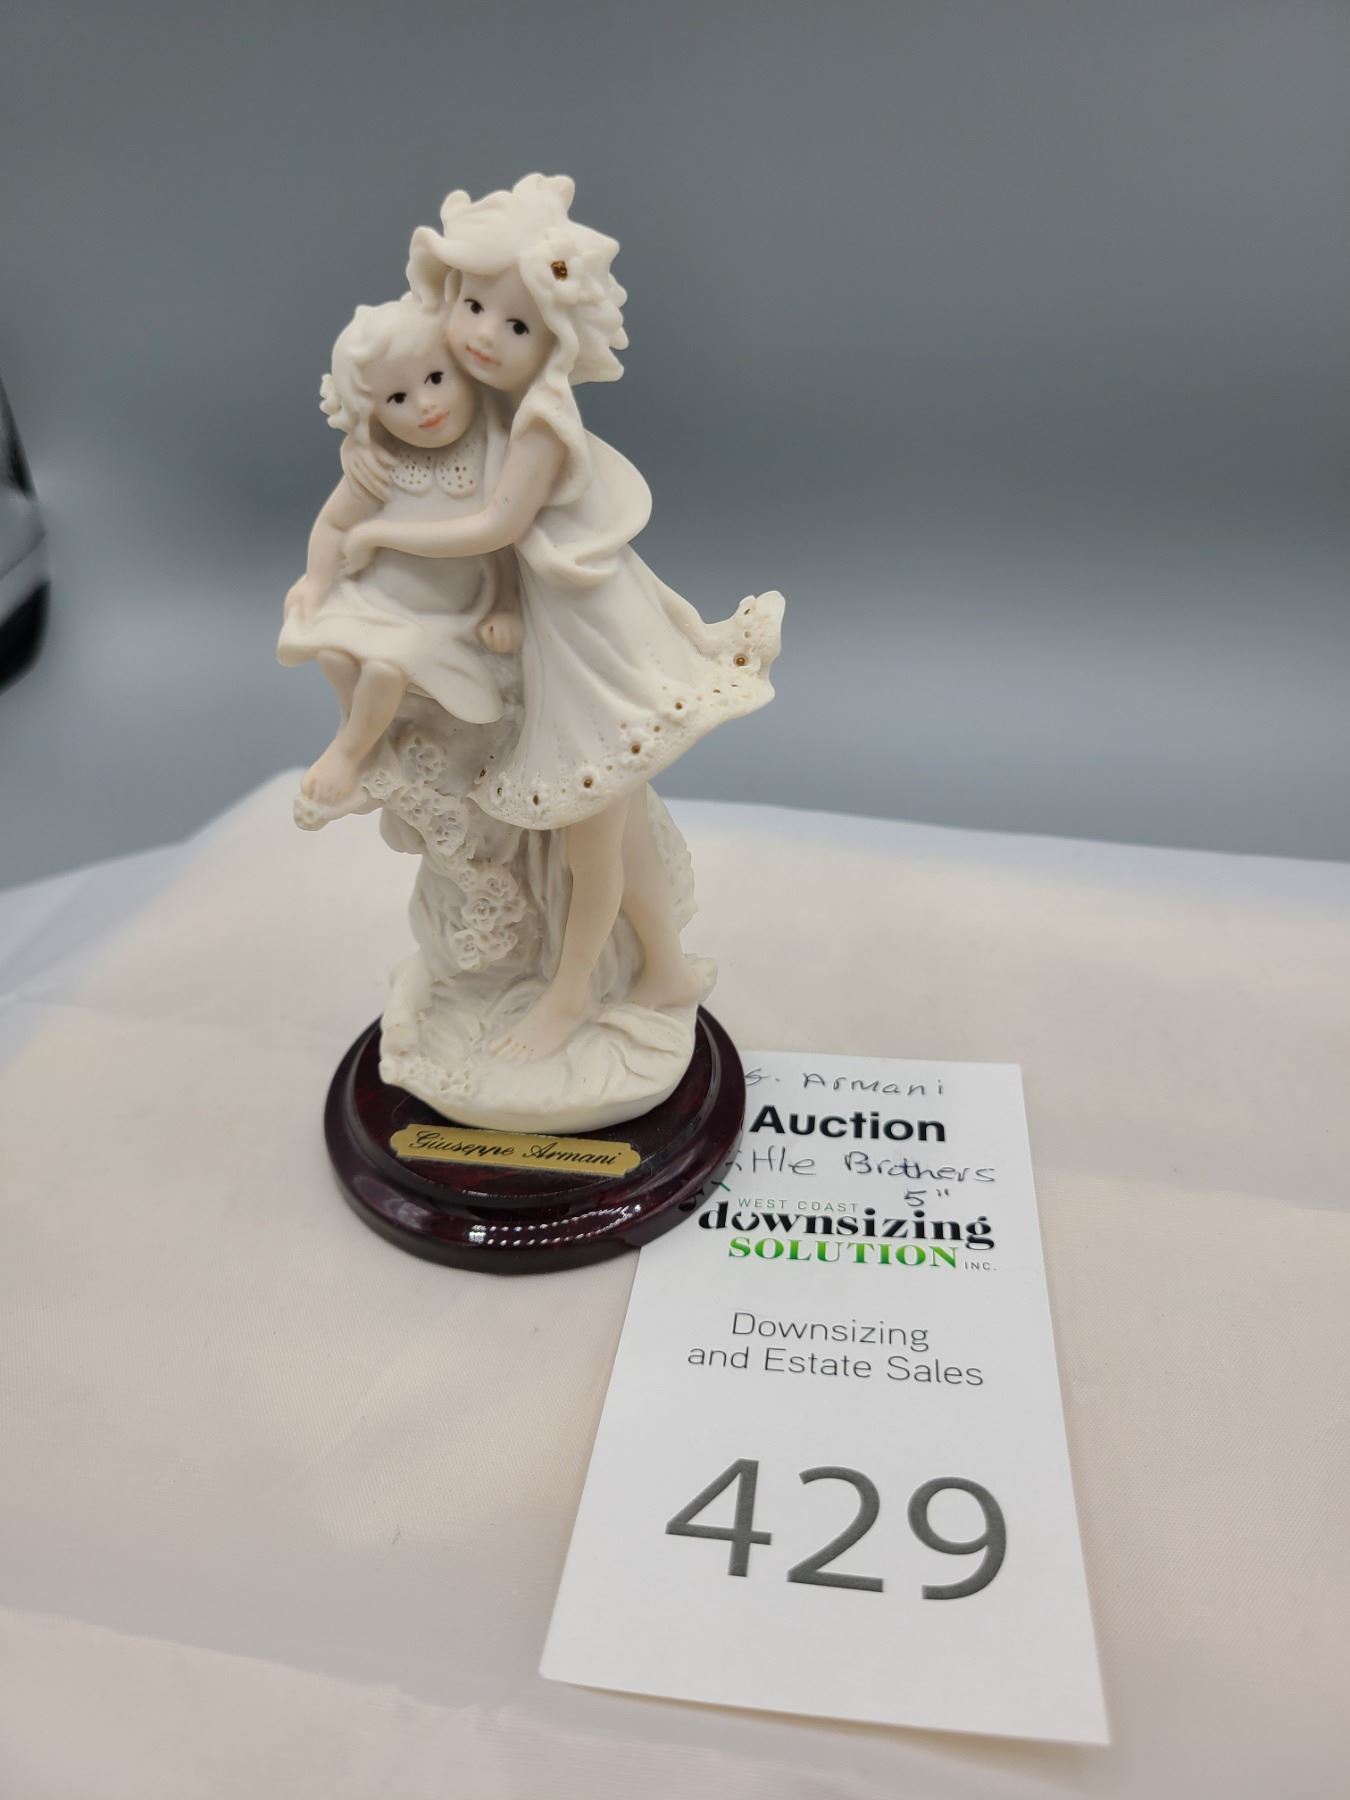 Giuseppe Armani
G. Armani
Auction
Little Brothers
5"
WEST COAST
downsizing
SOLUTION INC.
Downsizing
and Estate Sales
429